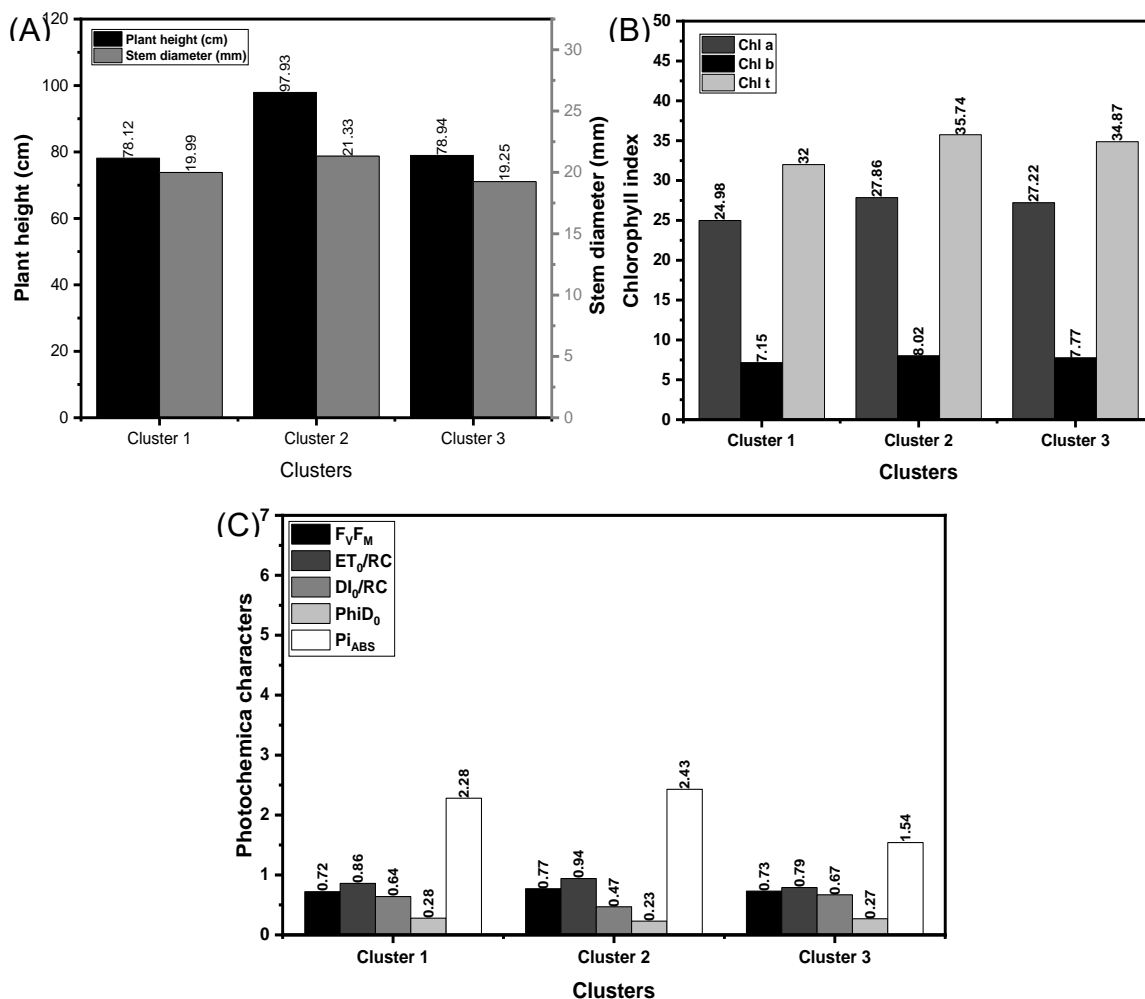 (A)
Plant height (cm)
Stem diameter (mm)
120
100
80
60
40
20
0
Plant height (cm)
30
25
20
15
10
5
0
Stem diameter (mm)
78.12
19.99
97.93
21.33
78.94
19.25
Cluster 1
Cluster 2
Cluster 3
Clusters
(B)
Chl a
Chl b
Chl t
50
45
40
35
30
25
20
15
10
5
0
Chlorophyll index
24.98
7.15
32
27.86
8.02
35.74
27.22
7.77
34.87
Cluster 1
Cluster 2
Cluster 3
Clusters
(C)
FVFM
ET0/RC
DI0/RC
PhiD0
PiABS
7
6
5
4
3
2
1
0
Photochemica characters
0.72
0.86
0.64
0.28
2.28
0.77
0.94
0.47
0.23
2.43
0.73
0.79
0.67
0.27
1.54
Cluster 1
Cluster 2
Cluster 3
Clusters